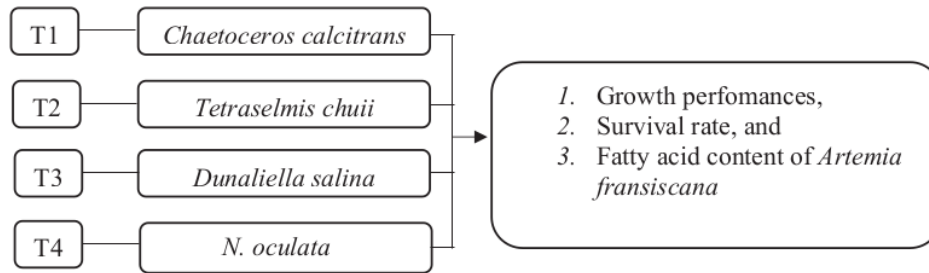 T1 Chaetoceros calcitrans
T2 Tetraselmis chuii
T3 Dunaliella salina
T4 N. oculata
1. Growth perfomances,
2. Survival rate, and
3. Fatty acid content of Artemia
fransiscana